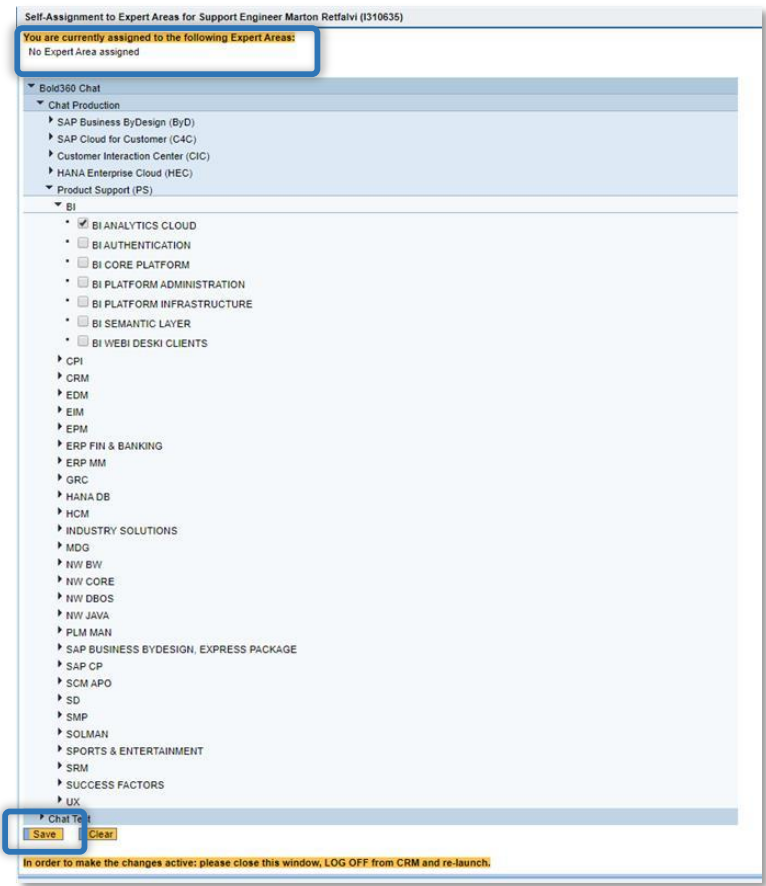 Self-Assignment to Expert Areas for Support Engineer Marton Retfalvi (I310635)
You are currently assigned to the following Expert Areas:
No Expert Area assigned
Bold360 Chat
Chat Production
SAP Business ByDesign (ByD)
SAP Cloud for Customer (C4C)
Customer Interaction Center (CIC)
HANA Enterprise Cloud (HEC)
Product Support (PS)
BI
BI ANALYTICS CLOUD
BI AUTHENTICATION
BI CORE PLATFORM
BI PLATFORM ADMINISTRATION
BI PLATFORM INFRASTRUCTURE
BI SEMANTIC LAYER
BI WEBI DESKI CLIENTS
CPI
CRM
EDM
EIM
EPM
ERP FIN & BANKING
ERP MM
GRC
HANA DB
HCM
INDUSTRY SOLUTIONS
MDG
NW BW
NW CORE
NW DBOS
NW JAVA
PLM MAN
SAP BUSINESS BYDESIGN, EXPRESS PACKAGE
SAP CP
SCM APO
SD
SMP
SOLMAN
SPORTS & ENTERTAINMENT
SRM
SUCCESS FACTORS
UX
Chat Test
Save Clear
In order to make the changes active: please close this window, LOG OFF from CRM and re-launch.